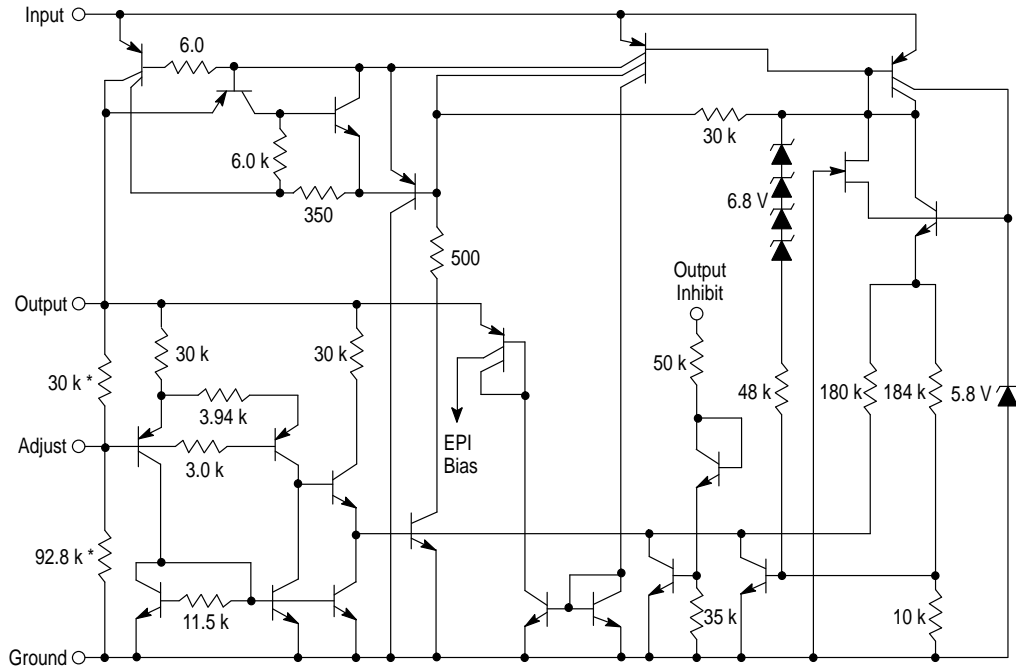 Input
6.0
30 k
6.0 k
6.8 V
350
500
Output
Inhibit
Output
30 k
30 k
50 k
30 k *
3.94 k
48 k
180 k
184 k
5.8 V
EPI
Bias
Adjust
3.0 k
92.8 k *
11.5 k
35 k
10 k
Ground